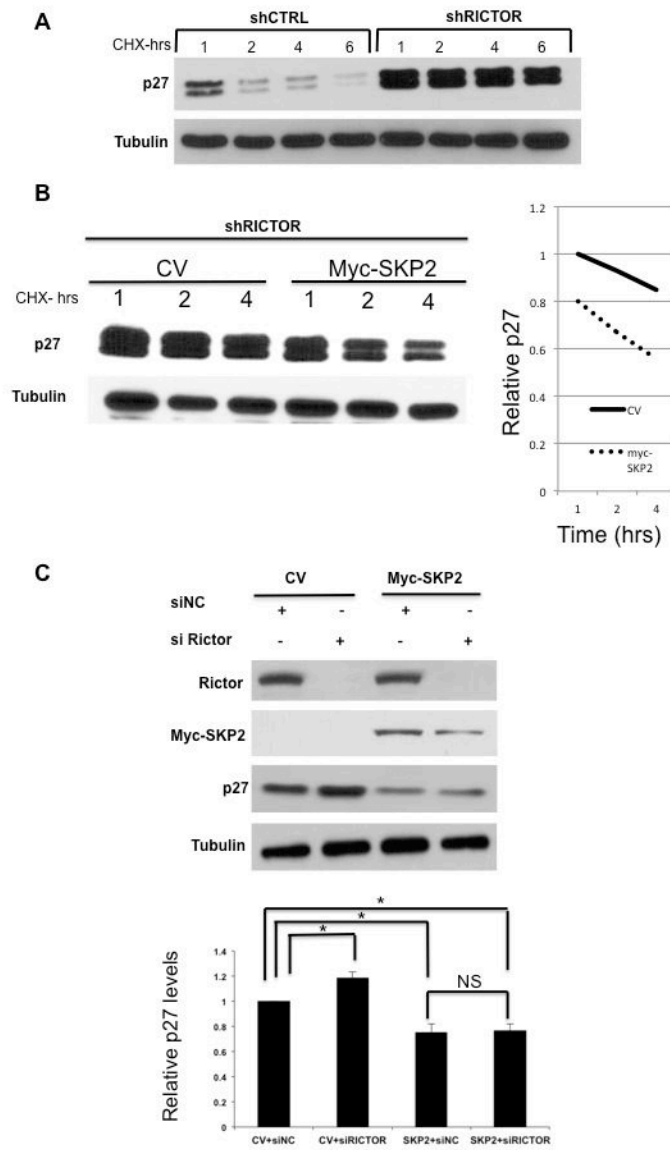 A
shCTRL shRICTOR
CHX-hrs 1 2 4 6 1 2 4 6
p27
Tubulin
B
shRICTOR
CV Myc-SKP2
CHX- hrs 1 2 4 1 2 4
p27
Tubulin
1.2
1
0.8
0.6
0.4
0.2
0
Relative p27
CV
myc-
SKP2
1 2 4
Time (hrs)
C
CV Myc-SKP2
siNC + - + -
si Rictor - + - +
Rictor
Myc-SKP2
p27
Tubulin
*
*
*
NS
1.4
1.2
1
0.8
0.6
0.4
0.2
0
Relative p27 levels
CV+siNC CV+siRICTOR SKP2+siNC SKP2+siRICTOR